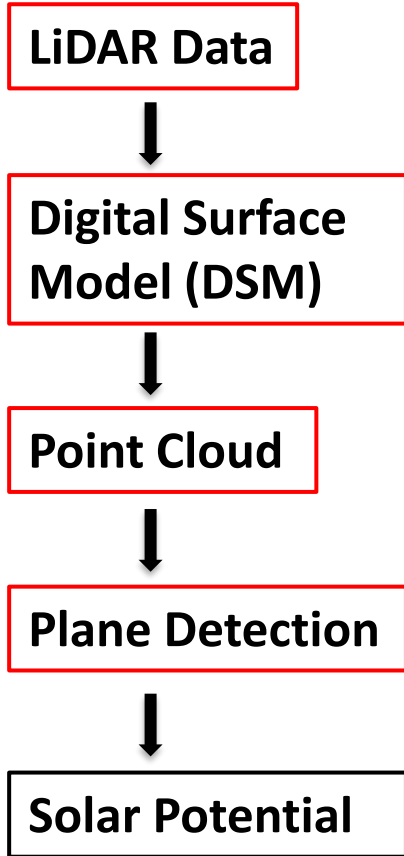 LiDAR Data
Digital Surface
Model (DSM)
Point Cloud
Plane Detection
Solar Potential